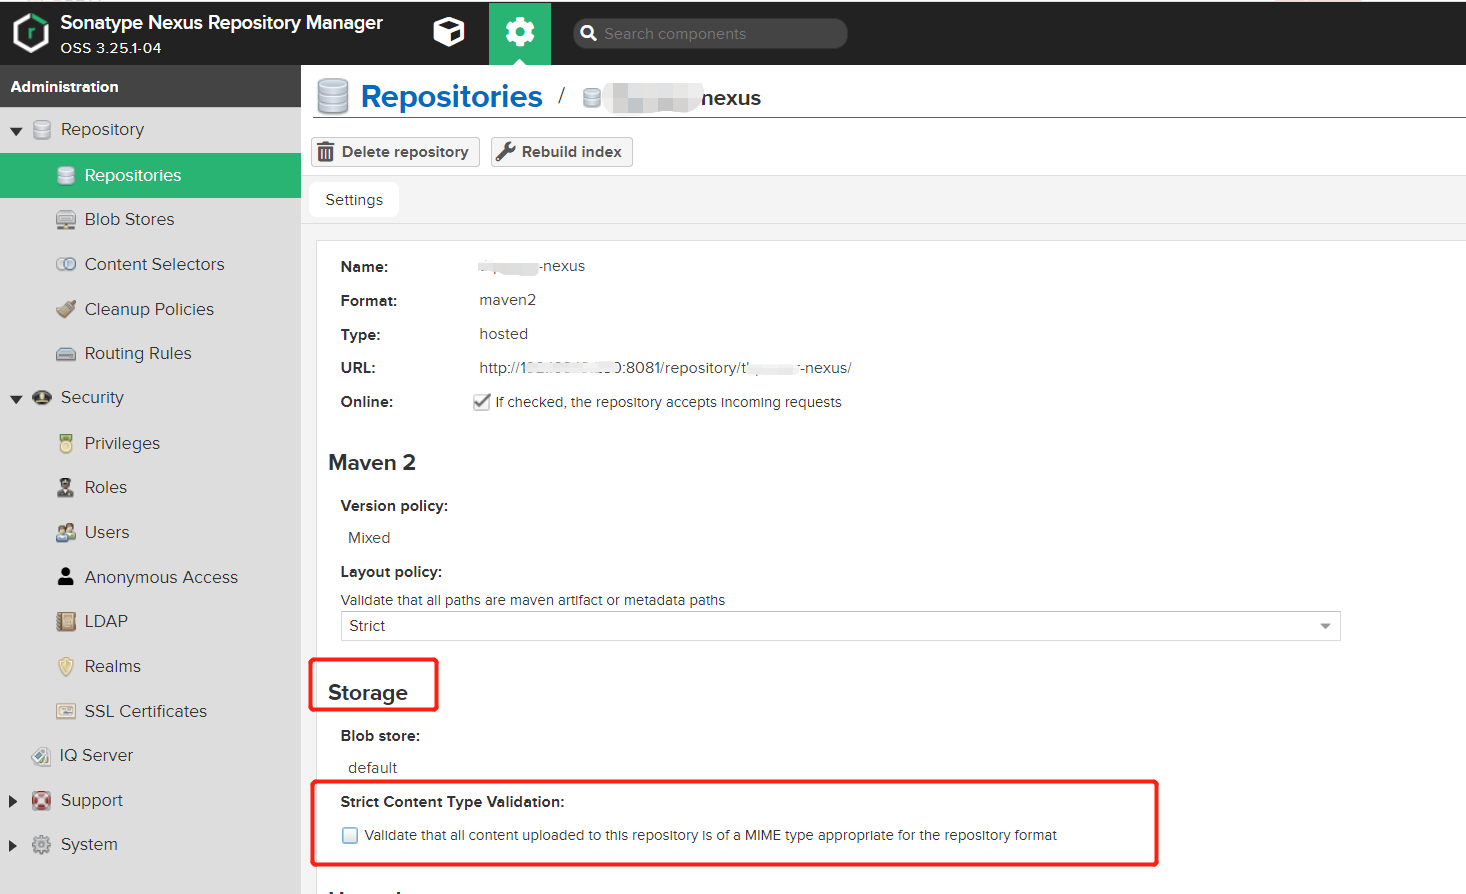 Sonatype Nexus Repository Manager
OSS 3.25.1-04
Search components
Administration
Repository
Repositories
Blob Stores
Content Selectors
Cleanup Policies
Routing Rules
Security
Privileges
Roles
Users
Anonymous Access
LDAP
Realms
SSL Certificates
IQ Server
Support
System
Repositories / nexus
Delete repository
Rebuild index
Settings
Name: -nexus
Format: maven2
Type: hosted
URL: http://1 0:8081/repository/t -nexus/
Online: If checked, the repository accepts incoming requests
Maven 2
Version policy:
Mixed
Layout policy:
Validate that all paths are maven artifact or metadata paths
Strict
Storage
Blob store:
default
Strict Content Type Validation:
Validate that all content uploaded to this repository is of a MIME type appropriate for the repository format